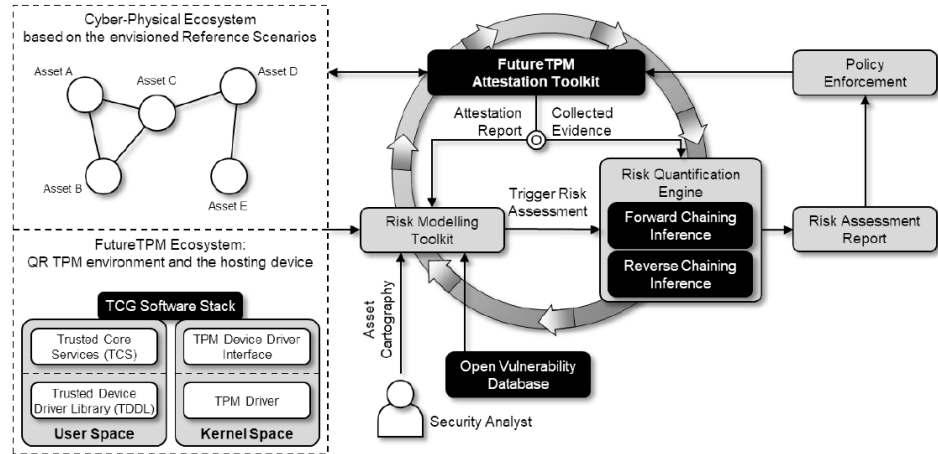 Cyber-Physical Ecosystem
based on the envisioned Reference Scenarios
Asset A
Asset C
Asset D
Asset B
Asset E
FutureTPM Ecosystem:
QR TPM environment and the hosting device
TCG Software Stack
Trusted Core
Services (TCS)
Trusted Device
Driver Library (TDDL)
User Space
TPM Device Driver
Interface
TPM Driver
Kernel Space
FutureTPM
Attestation Toolkit
Attestation
Report
Collected
Evidence
Risk Modelling
Toolkit
Trigger Risk
Assessment
Risk Quantification
Engine
Forward Chaining
Inference
Reverse Chaining
Inference
Policy
Enforcement
Risk Assessment
Report
Asset
Cartography
Open Vulnerability
Database
Security Analyst